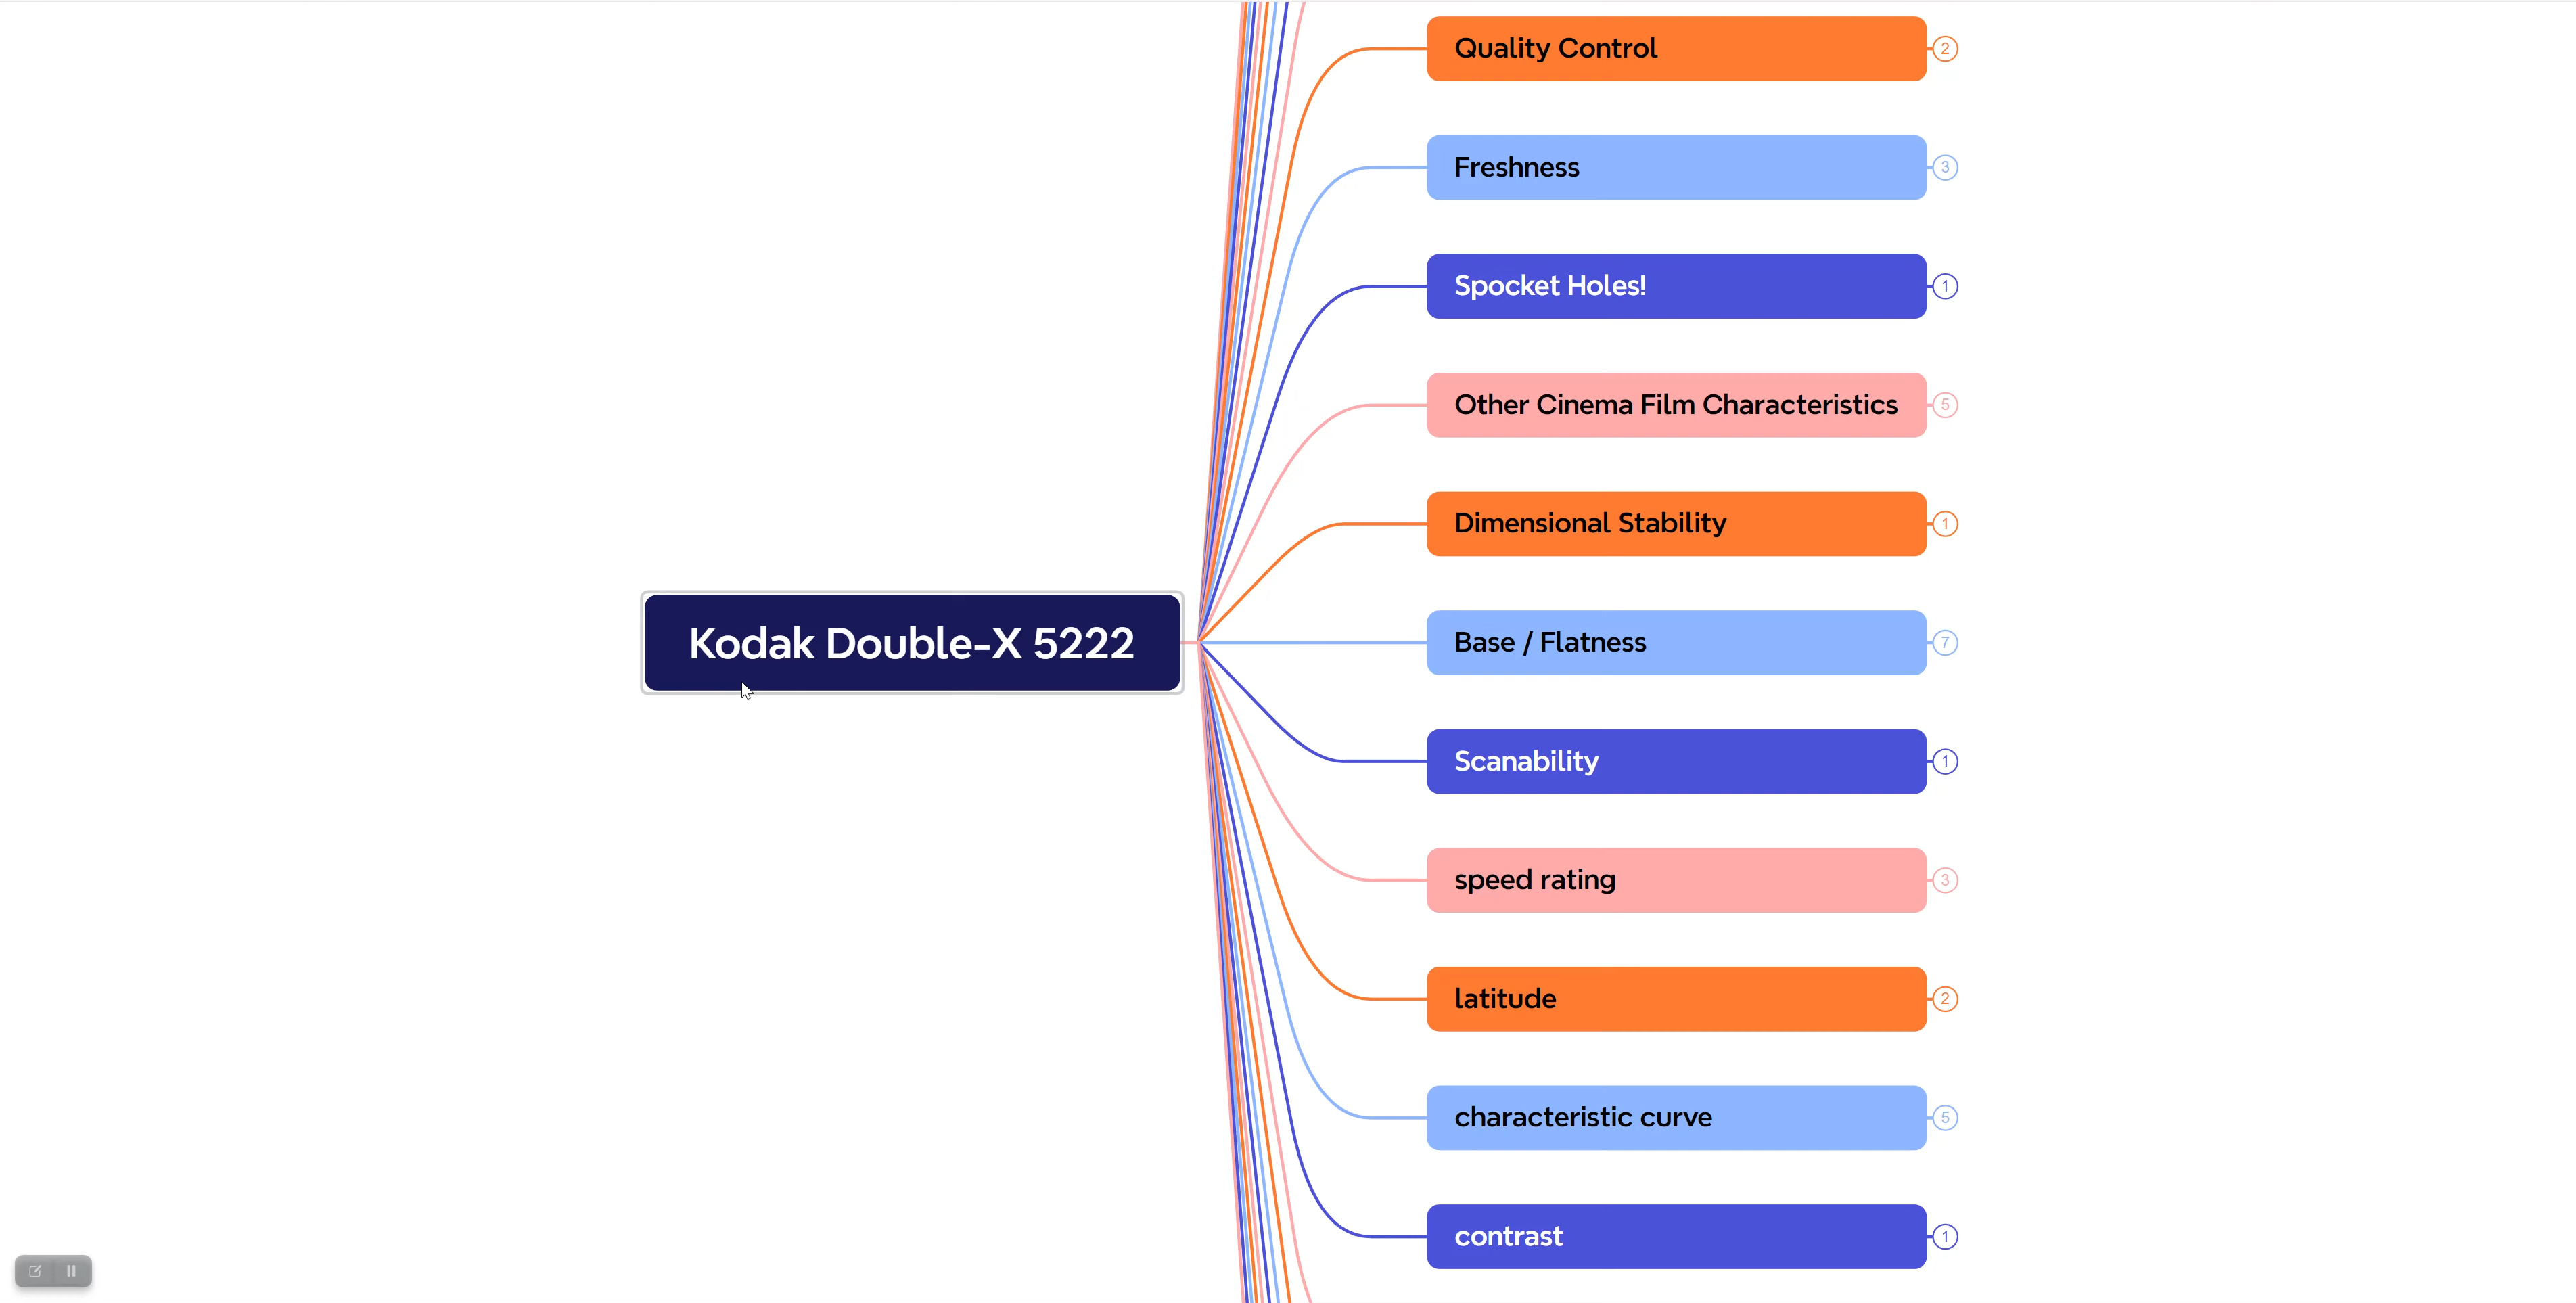 Quality Control
2
Freshness
3
Spocket Holes!
1
Other Cinema Film Characteristics
5
Dimensional Stability
1
Kodak Double-X 5222
Base / Flatness
7
Scanability
1
speed rating
3
latitude
2
characteristic curve
5
contrast
1